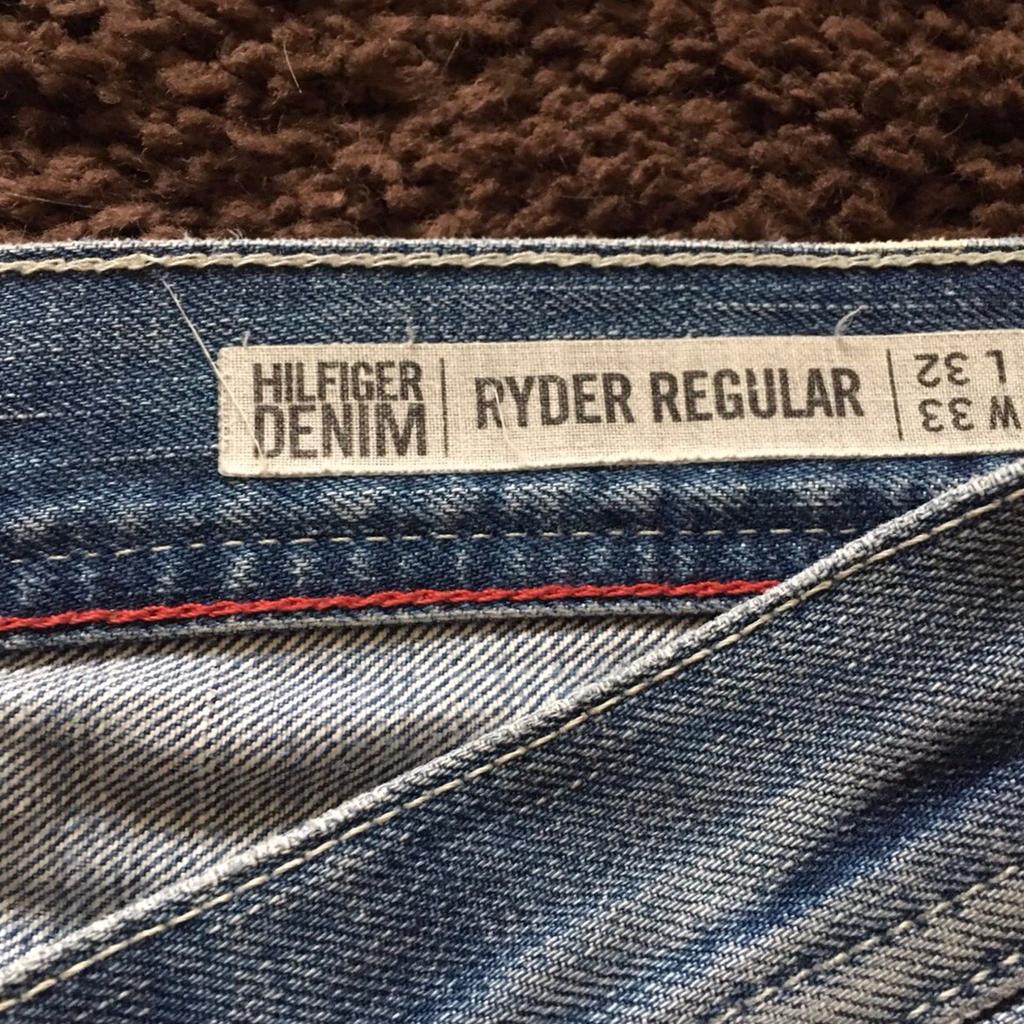 HILFIGER
DENIM
RYDER REGULAR
W 33
L 32